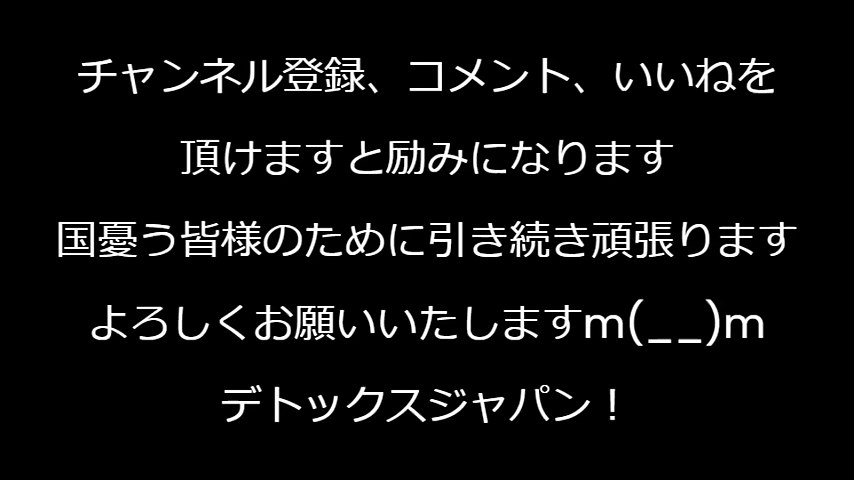 チャンネル登録、コメント、いいねを
頂けますと励みになります
国憂う皆様のために引き続き頑張ります
よろしくお願いいたしますm(__)m
デトックスジャパン！